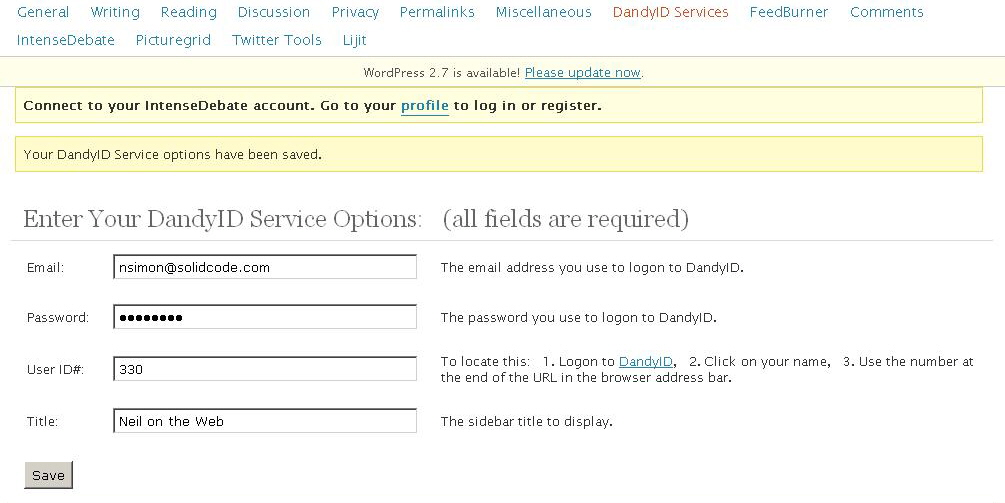 General Writing Reading Discussion Privacy Permalinks Miscellaneous DandyID Services FeedBurner Comments
IntenseDebate Picturegrid Twitter Tools Lijit
WordPress 2.7 is available! Please update now.
Connect to your IntenseDebate account. Go to your profile to log in or register.
Your DandyID Service options have been saved.
Enter Your DandyID Service Options: (all fields are required)
Email: nsimon@solidcode.com The email address you use to logon to DandyID.
Password: ●●●●●●●● The password you use to logon to DandyID.
User ID#: 330 To locate this: 1. Logon to DandyID, 2. Click on your name, 3. Use the number at
the end of the URL in the browser address bar.
Title: Neil on the Web The sidebar title to display.
Save